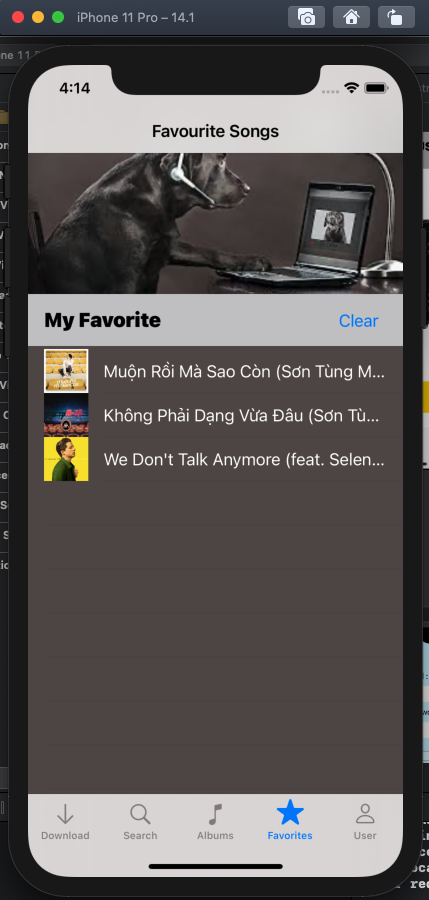 iPhone 11 Pro – 14.1
4:14
Favourite Songs
My Favorite
Clear
Muộn Rồi Mà Sao Còn (Sơn Tùng M...
Không Phải Dạng Vừa Đâu (Sơn Tù...
We Don't Talk Anymore (feat. Selen...
Download
Search
Albums
Favorites
User